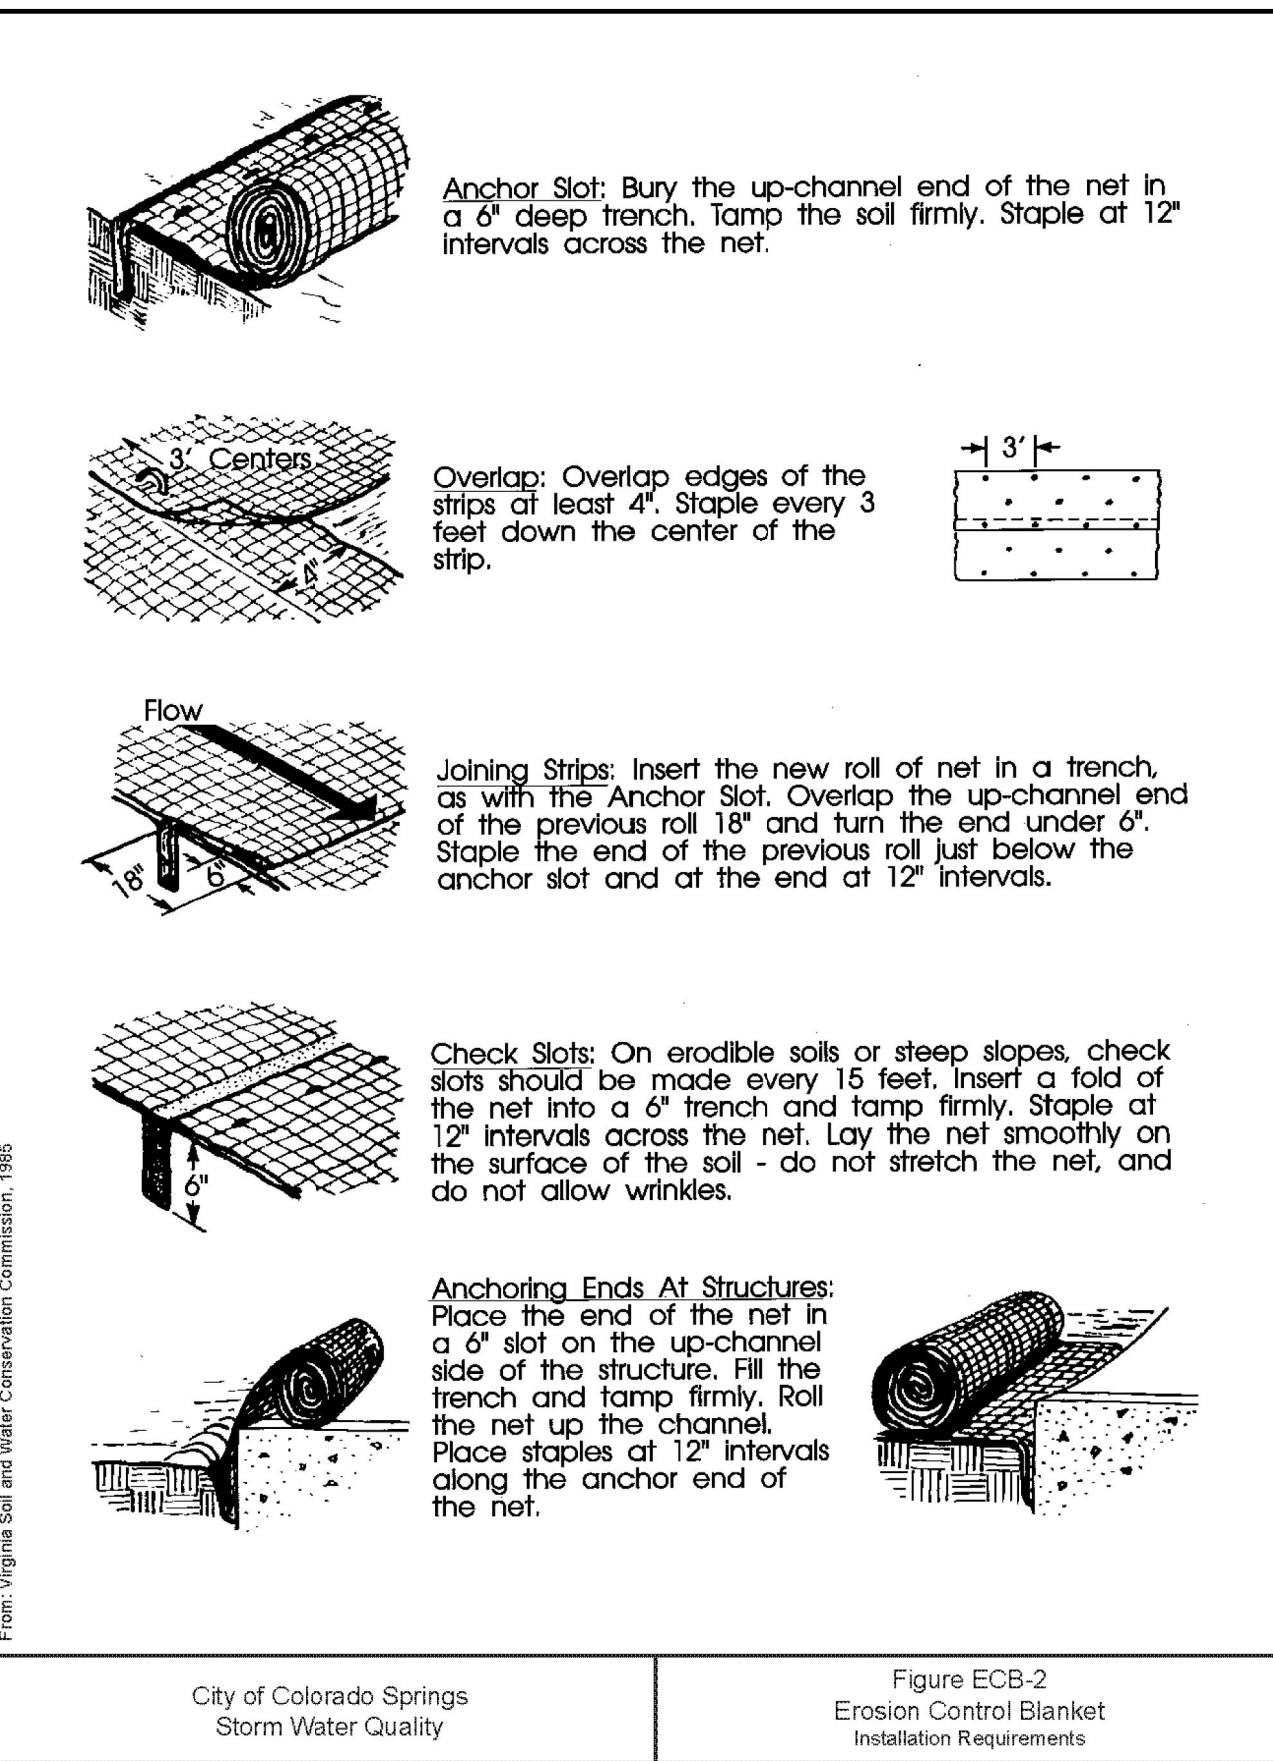 Anchor Slot: Bury the up-channel end of the net in
a 6" deep trench. Tamp the soil firmly. Staple at 12"
intervals across the net.
3' Centers
4"
Overlap: Overlap edges of the
strips at least 4". Staple every 3
feet down the center of the
strip.
3'
Flow
18"
6"
Joining Strips: Insert the new roll of net in a trench,
as with the Anchor Slot. Overlap the up-channel end
of the previous roll 18" and turn the end under 6".
Staple the end of the previous roll just below the
anchor slot and at the end at 12" intervals.
6"
Check Slots: On erodible soils or steep slopes, check
slots should be made every 15 feet. Insert a fold of
the net into a 6" trench and tamp firmly. Staple at
12" intervals across the net. Lay the net smoothly on
the surface of the soil - do not stretch the net, and
do not allow wrinkles.
Anchoring Ends At Structures:
Place the end of the net in
a 6" slot on the up-channel
side of the structure. Fill the
trench and tamp firmly. Roll
the net up the channel.
Place staples at 12" intervals
along the anchor end of
the net.
From: Virginia Soil and Water Conservation Commission, 1985
City of Colorado Springs
Storm Water Quality
Figure ECB-2
Erosion Control Blanket
Installation Requirements